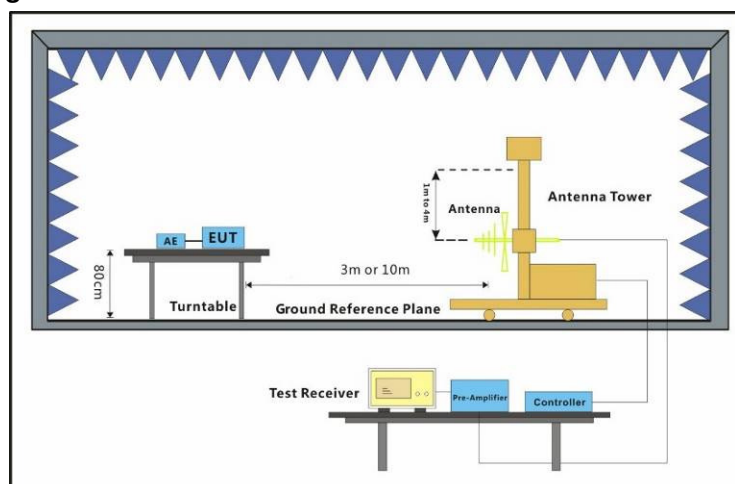 1m to 4m
Antenna
Antenna Tower
AE
EUT
80cm
3m or 10m
Turntable
Ground Reference Plane
Test Receiver
Pre-Amplifier
Controller